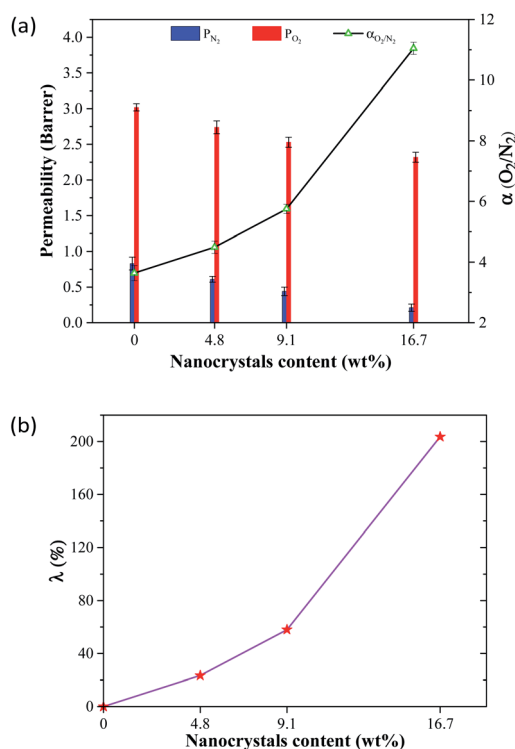 (a)
P_N₂ P_O₂ α_O₂/N₂
4.0
3.5
3.0
2.5
2.0
1.5
1.0
0.5
0.0
Permeability (Barrer)
12
10
8
6
4
2
α (O₂/N₂)
0 4.8 9.1 16.7
Nanocrystals content (wt%)
(b)
200
160
120
80
40
0
λ (%)
0 4.8 9.1 16.7
Nanocrystals content (wt%)